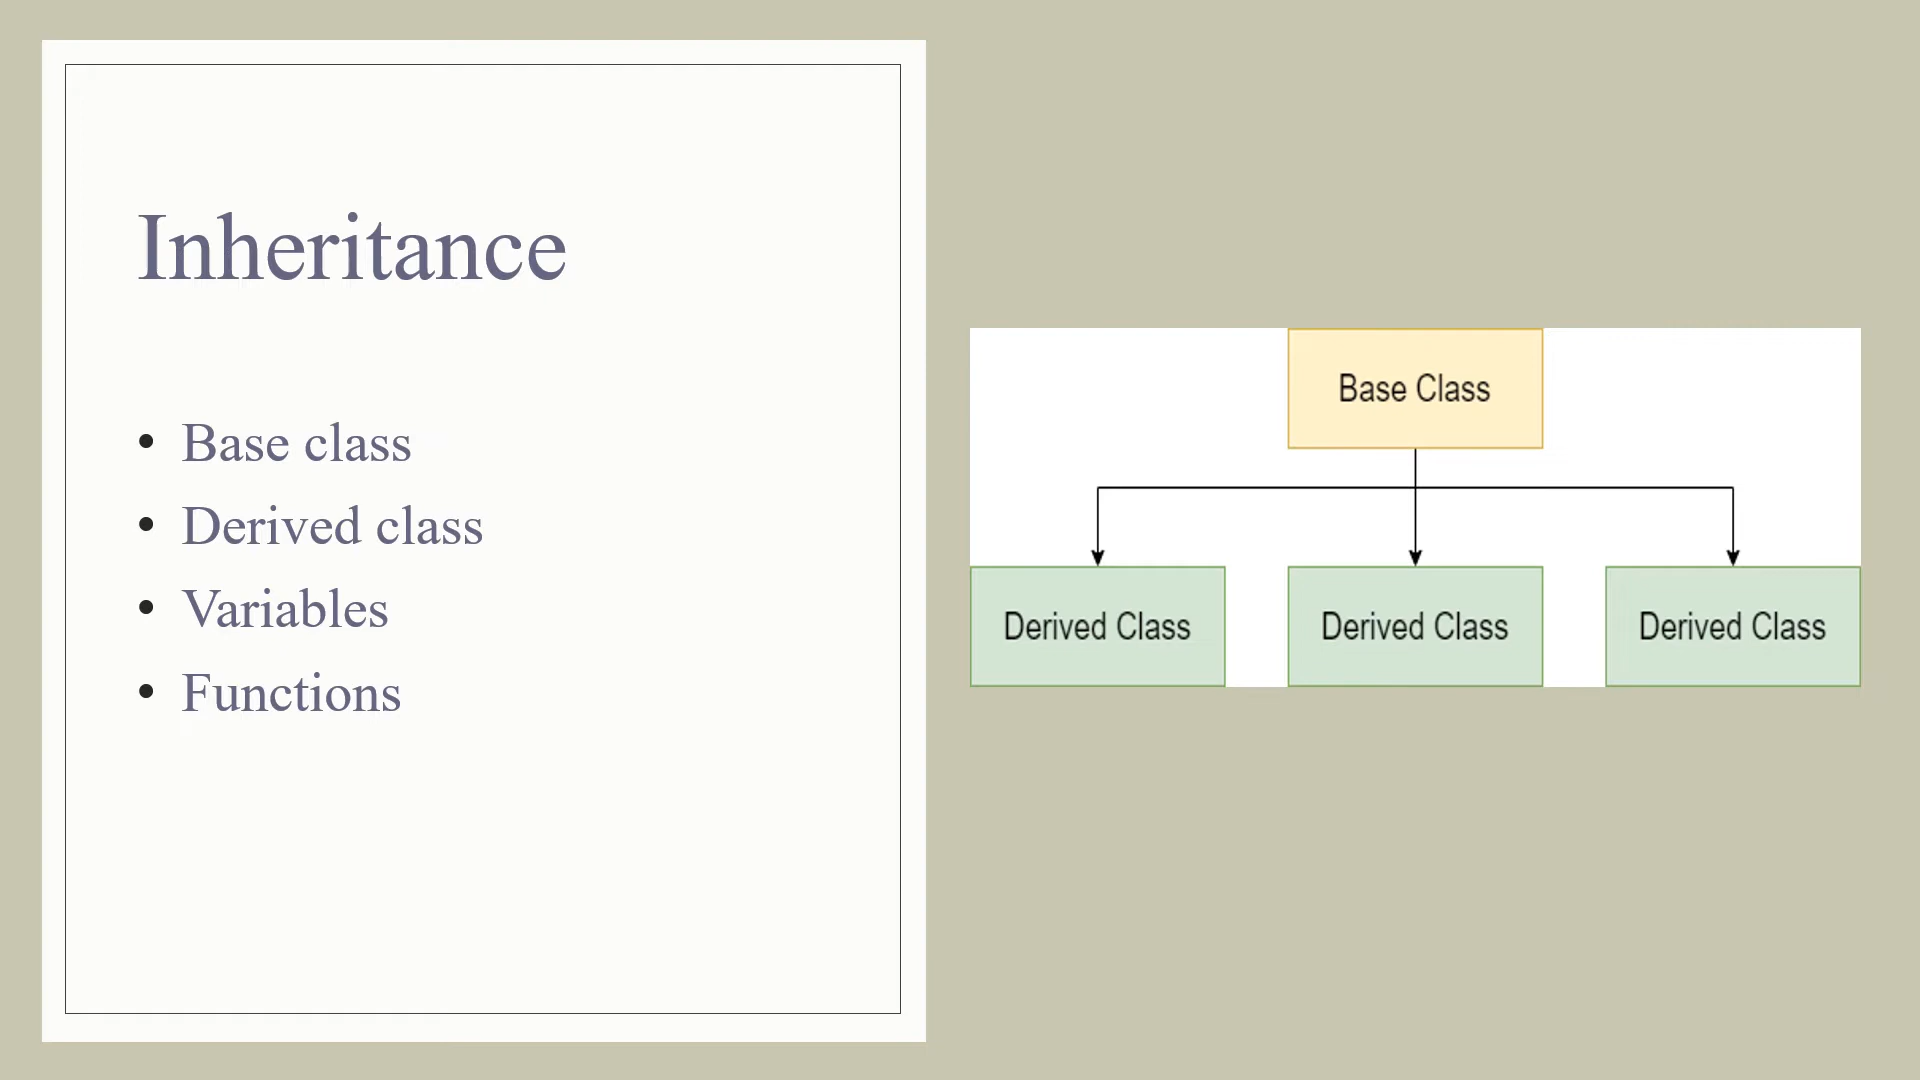 Inheritance
Base class
Derived class
Variables
Functions
Base Class
Derived Class
Derived Class
Derived Class